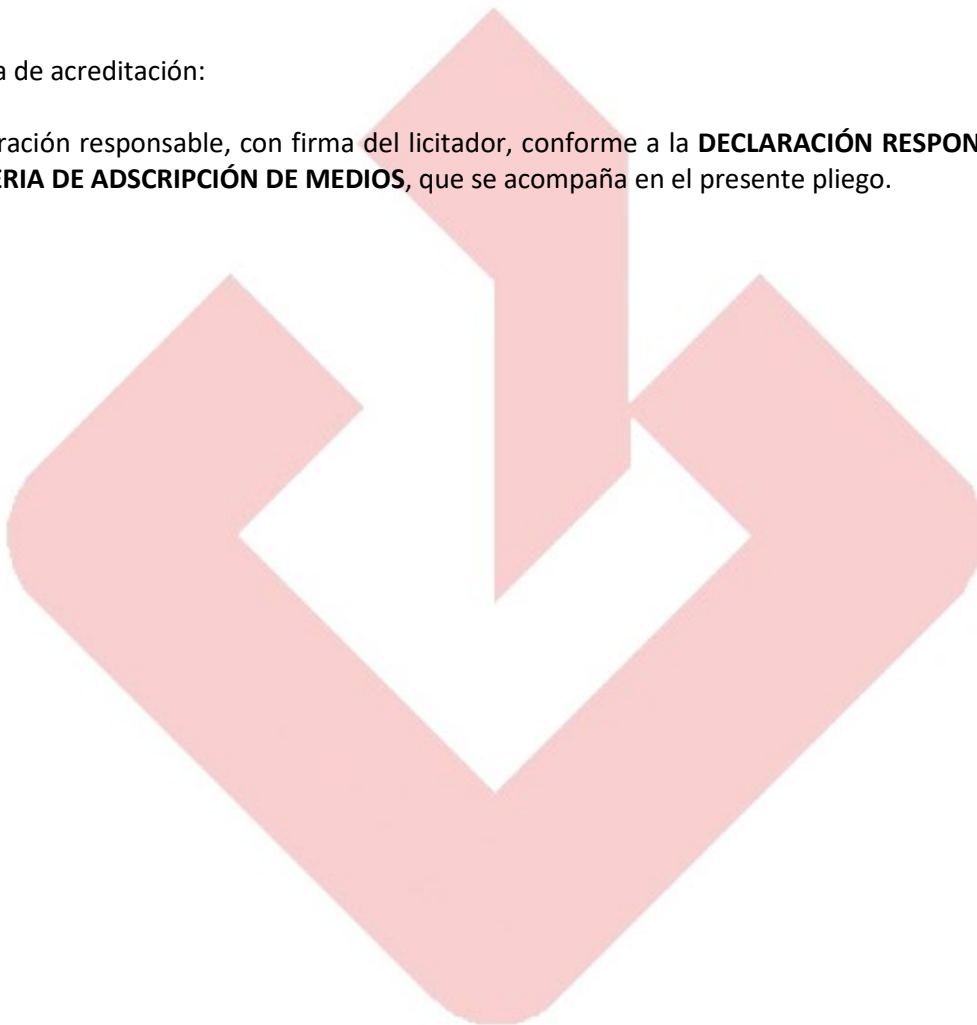 a de acreditación:
ración responsable, con firma del licitador, conforme a la DECLARACIÓN RESPON
ERIA DE ADSCRIPCIÓN DE MEDIOS, que se acompaña en el presente pliego.